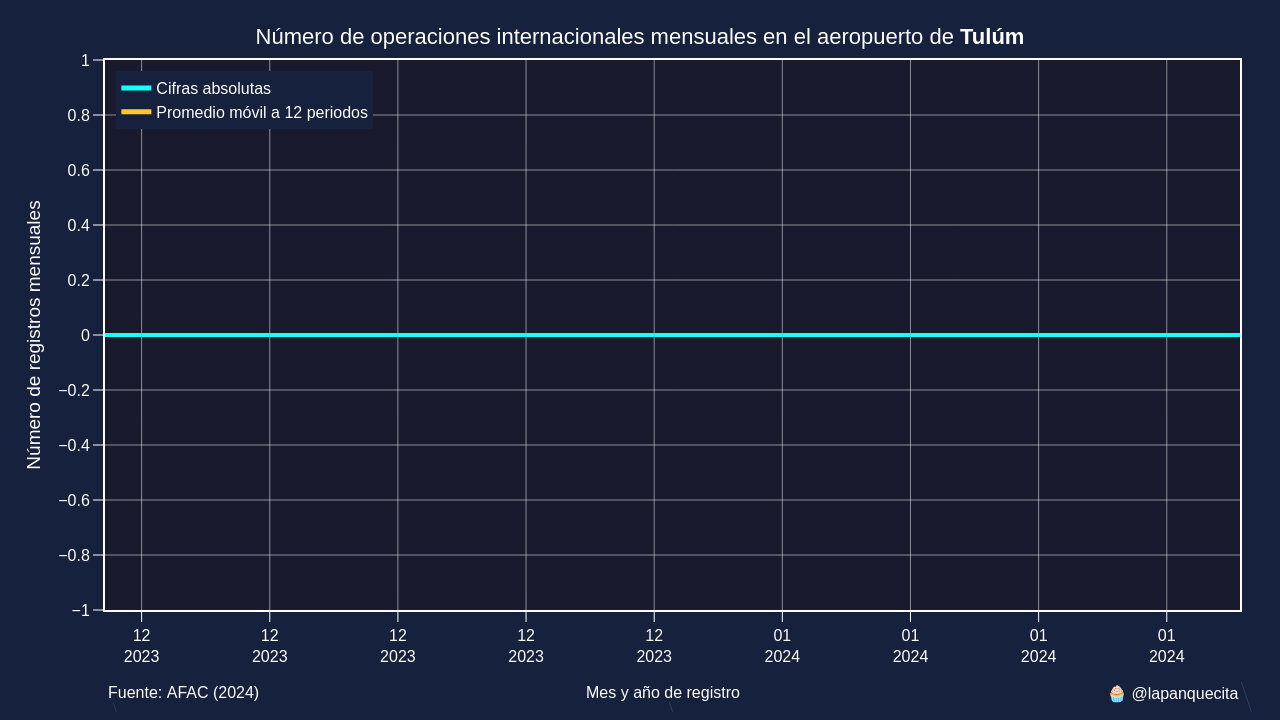 Número de operaciones internacionales mensuales en el aeropuerto de Tulúm
Cifras absolutas
Promedio móvil a 12 periodos
Número de registros mensuales
1
0.8
0.6
0.4
0.2
0
−0.2
−0.4
−0.6
−0.8
−1
12 12 12 12 12 01 01 01 01
2023 2023 2023 2023 2023 2024 2024 2024 2024
Fuente: AFAC (2024) Mes y año de registro 🧁 @lapanquecita